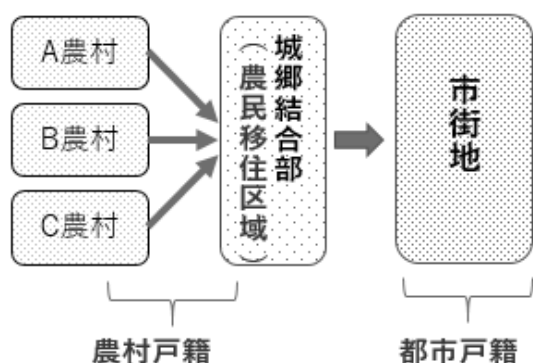 A農村
B農村
C農村
城郷結合部
（農民移住区域）
市街地
農村戸籍
都市戸籍